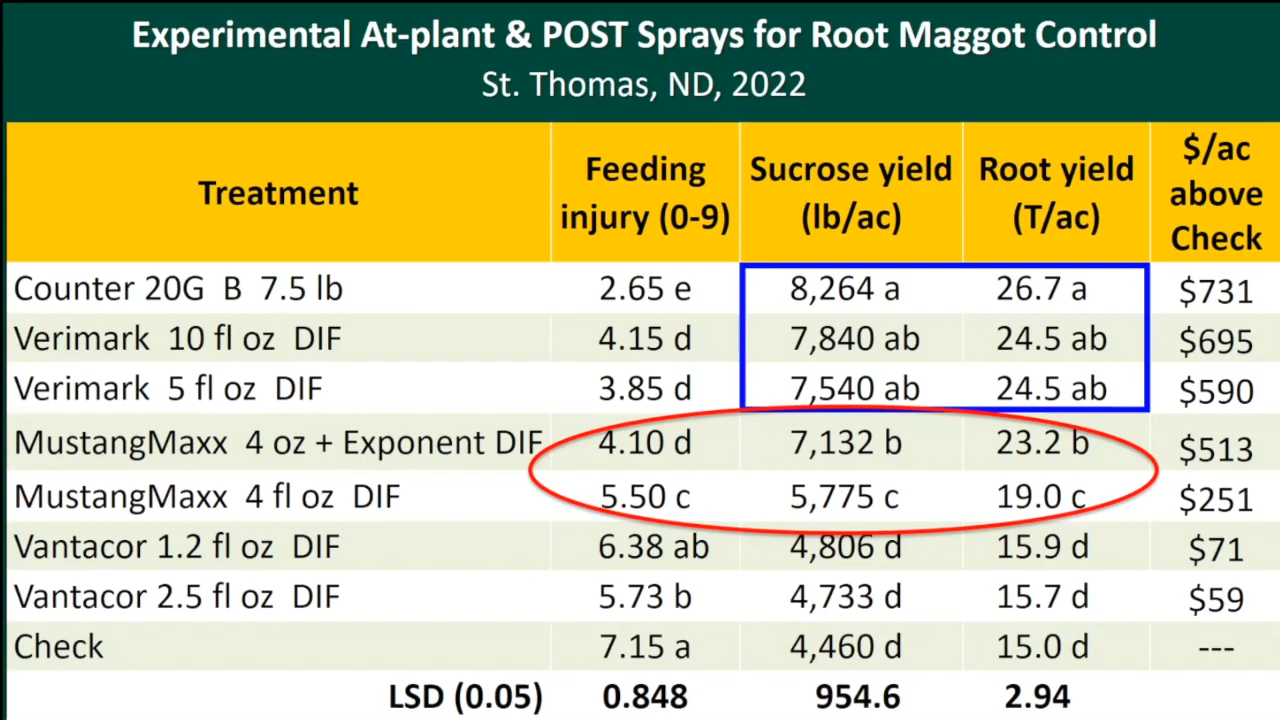 Experimental At-plant & POST Sprays for Root Maggot Control
St. Thomas, ND, 2022
Treatment Feeding injury (0-9) Sucrose yield (lb/ac) Root yield (T/ac) $/ac above Check
Counter 20G B 7.5 lb 2.65 e 8,264 a 26.7 a $731
Verimark 10 fl oz DIF 4.15 d 7,840 ab 24.5 ab $695
Verimark 5 fl oz DIF 3.85 d 7,540 ab 24.5 ab $590
MustangMaxx 4 oz + Exponent DIF 4.10 d 7,132 b 23.2 b $513
MustangMaxx 4 fl oz DIF 5.50 c 5,775 c 19.0 c $251
Vantacor 1.2 fl oz DIF 6.38 ab 4,806 d 15.9 d $71
Vantacor 2.5 fl oz DIF 5.73 b 4,733 d 15.7 d $59
Check 7.15 a 4,460 d 15.0 d ---
LSD (0.05) 0.848 954.6 2.94